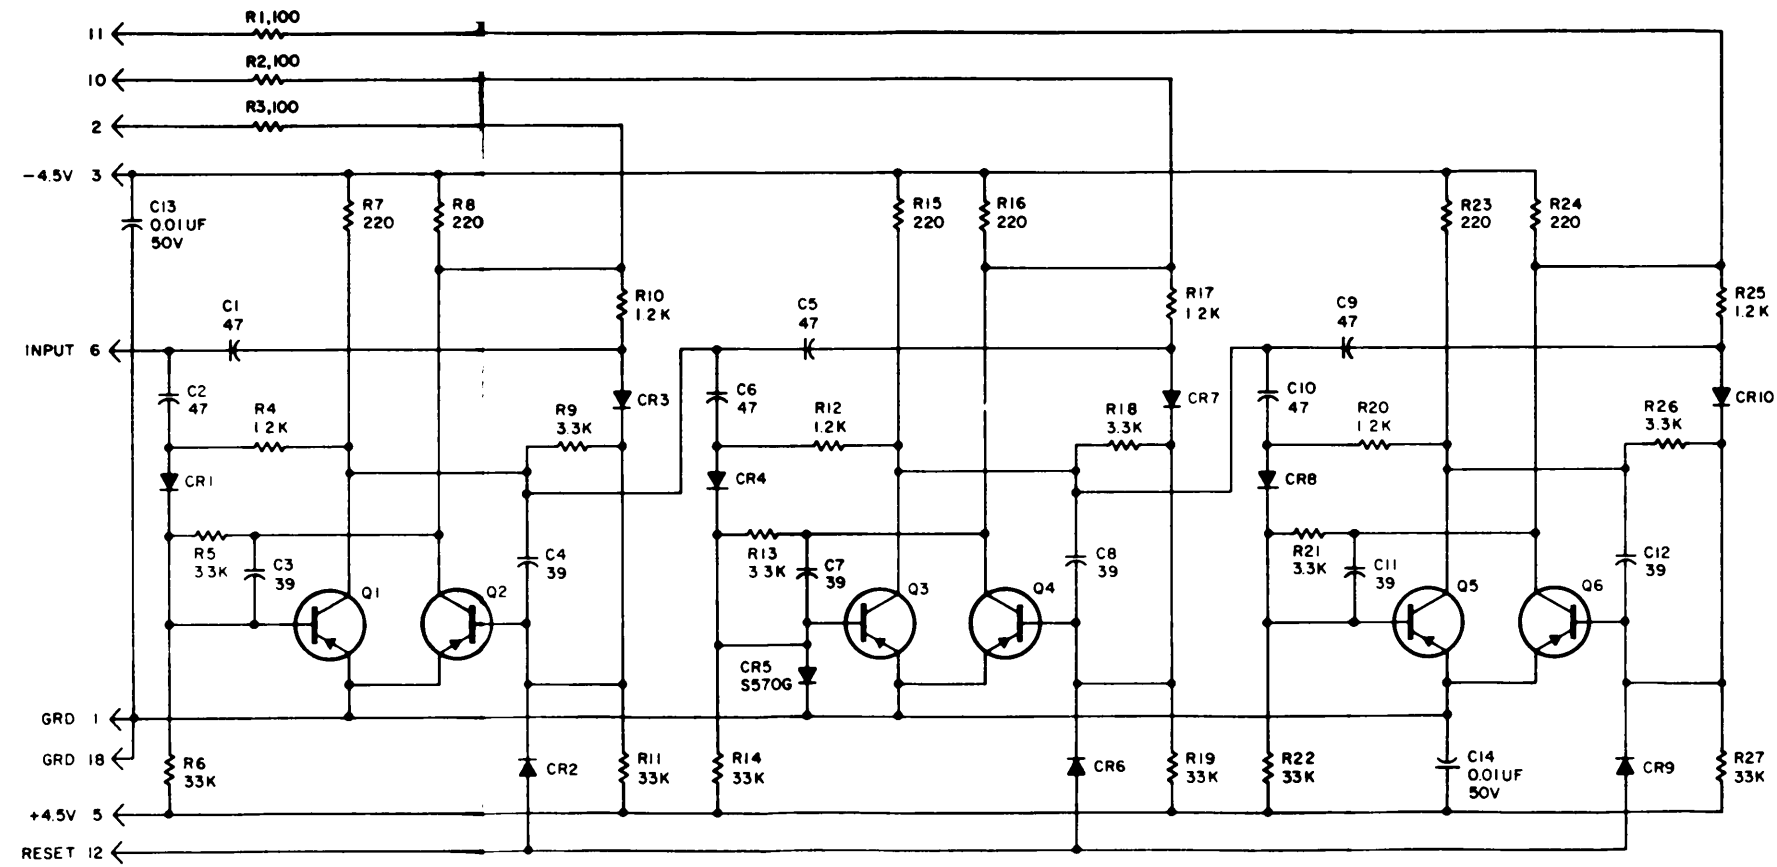 R1,100
11
R2,100
10
R3,100
2
-4.5V 3
C13
0.01UF
50V
R7
220
R8
220
R15
220
R16
220
R23
220
R24
220
R10
1.2K
R17
1.2K
R25
1.2K
C1
47
C5
47
C9
47
INPUT 6
C2
47
R4
1.2K
R9
3.3K
CR3
C6
47
R12
1.2K
R18
3.3K
CR7
C10
47
R20
1.2K
R26
3.3K
CR10
CR1
CR4
CR8
R5
3.3K
C3
39
Q1
Q2
C4
39
R13
3.3K
C7
39
Q3
Q4
C8
39
R21
3.3K
C11
39
Q5
Q6
C12
39
CR5
S570G
GRD 1
GRD 18
R6
33K
CR2
R11
33K
R14
33K
CR6
R19
33K
R22
33K
C14
0.01UF
50V
CR9
R27
33K
+4.5V 5
RESET 12